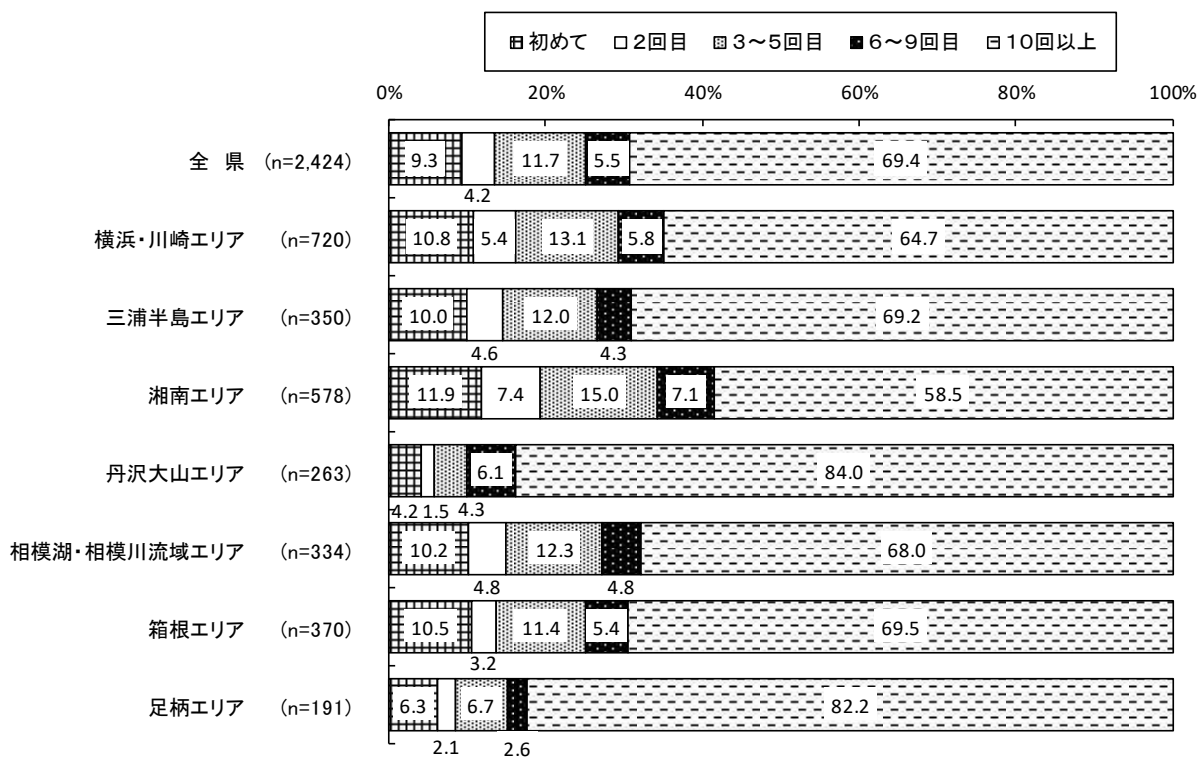 初めて 2回目 3～5回目 6～9回目 10回以上
0% 20% 40% 60% 80% 100%
全 県 (n=2,424) 9.3 11.7 5.5 69.4
4.2
横浜・川崎エリア (n=720) 10.8 5.4 13.1 5.8 64.7
三浦半島エリア (n=350) 10.0 12.0 69.2
4.6 4.3
湘南エリア (n=578) 11.9 7.4 15.0 7.1 58.5
丹沢大山エリア (n=263) 6.1 84.0
4.2 1.5 4.3
相模湖・相模川流域エリア (n=334) 10.2 12.3 68.0
4.8 4.8
箱根エリア (n=370) 10.5 11.4 5.4 69.5
3.2
足柄エリア (n=191) 6.3 6.7 82.2
2.1 2.6